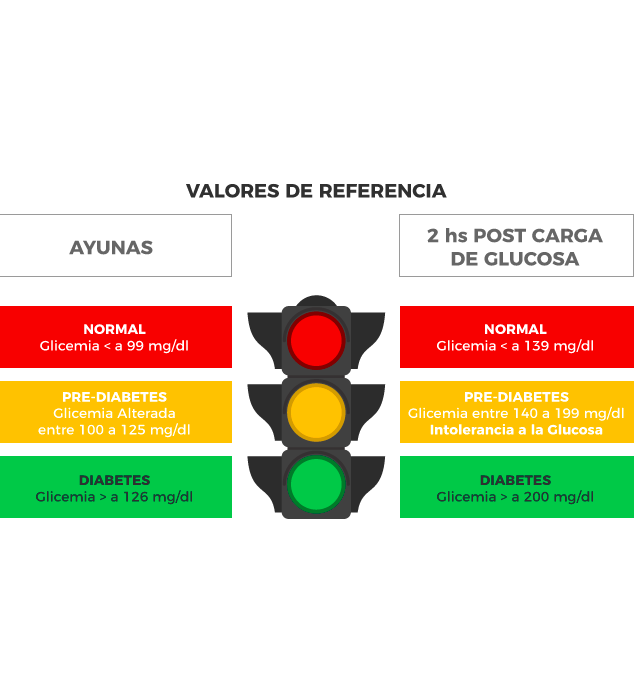 VALORES DE REFERENCIA
AYUNAS
2 hs POST CARGA
DE GLUCOSA
NORMAL
Glicemia < a 99 mg/dl
NORMAL
Glicemia < a 139 mg/dl
PRE-DIABETES
Glicemia Alterada
entre 100 a 125 mg/dl
PRE-DIABETES
Glicemia entre 140 a 199 mg/dl
Intolerancia a la Glucosa
DIABETES
Glicemia > a 126 mg/dl
DIABETES
Glicemia > a 200 mg/dl